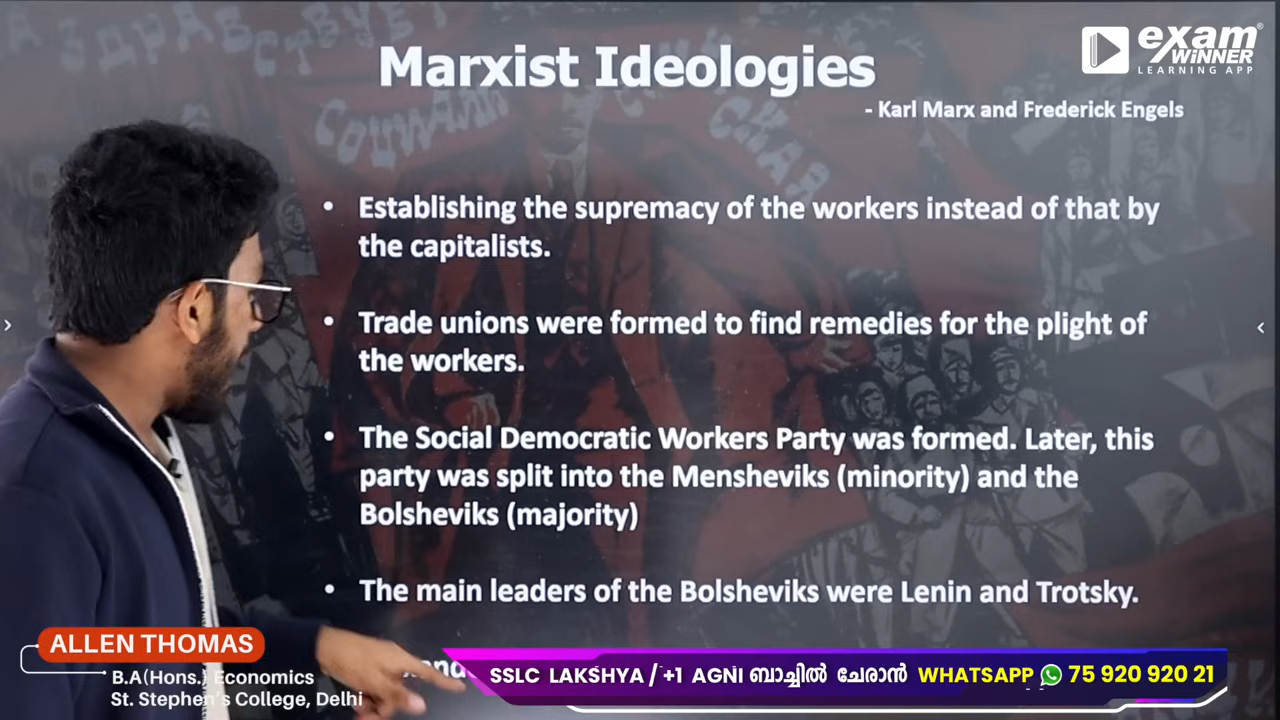 Marxist Ideologies
- Karl Marx and Frederick Engels
exam
WINNER
LEARNING APP
• Establishing the supremacy of the workers instead of that by
the capitalists.
• Trade unions were formed to find remedies for the plight of
the workers.
• The Social Democratic Workers Party was formed. Later, this
party was split into the Mensheviks (minority) and the
Bolsheviks (majority)
• The main leaders of the Bolsheviks were Lenin and Trotsky.
ALLEN THOMAS
B.A(Hons.) Economics
St. Stephen's College, Delhi
SSLC LAKSHYA / +1 AGNI ബാച്ചിൽ ചേരാൻ WHATSAPP 75 920 920 21